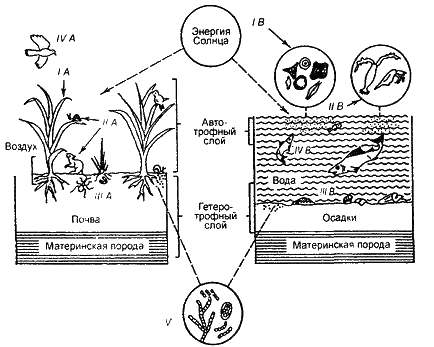 Энергия
Солнца
I В
IV А
I А
II А
II В
Воздух
Авто-
трофный
слой
IV В
Вода
III А
III В
Гетеро-
трофный
слой
Почва
Осадки
Материнская порода
Материнская порода
V